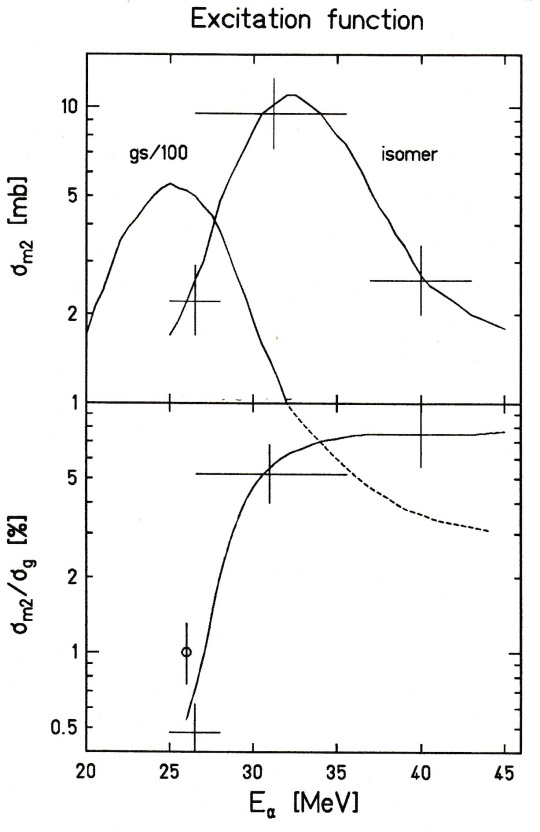 Excitation function
10
gs/100
isomer
5
σm2 [mb]
2
1
5
σm2/σg [%]
2
1
0.5
20 25 30 35 40 45
Eα [MeV]